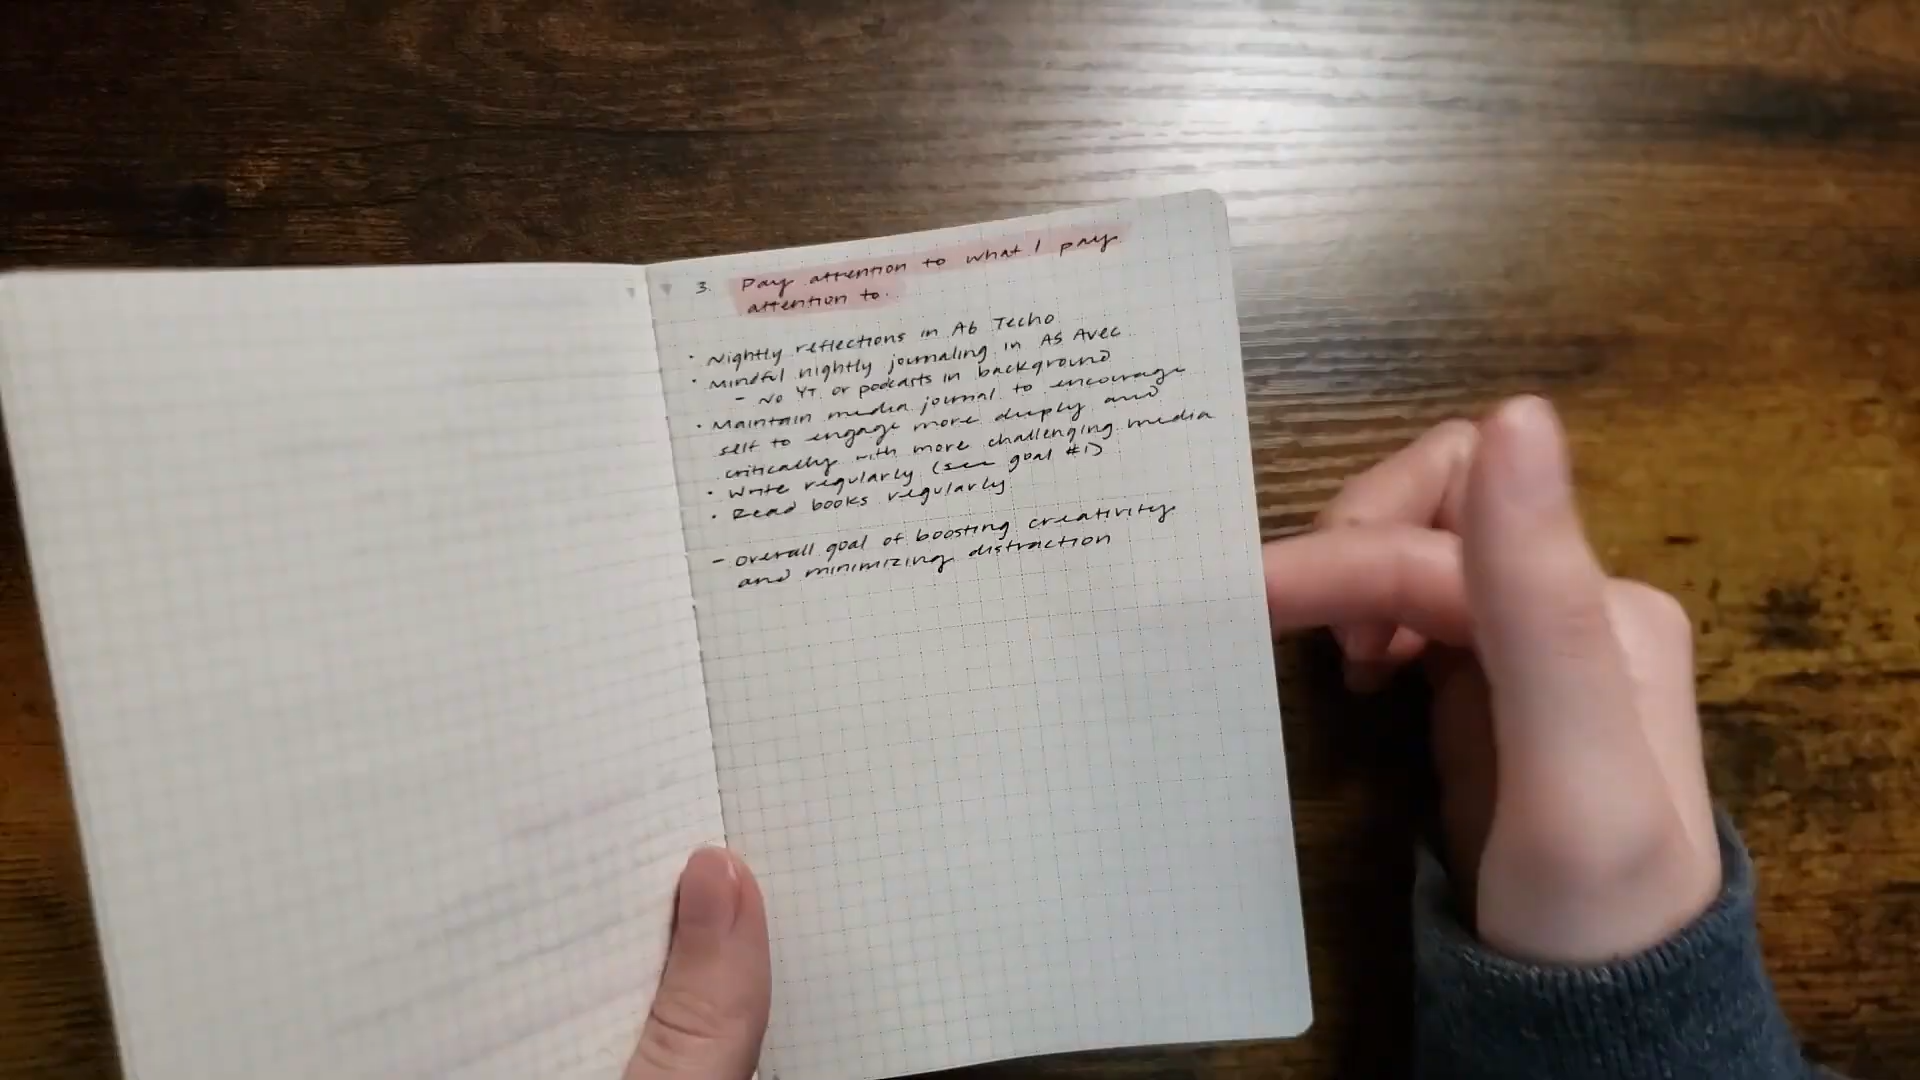 3. Pay attention to what I pay
attention to.
• Nightly reflections in A6 Techo
• Mindful nightly journaling in A5 Avec
- No YT or podcasts in background
• Maintain media journal to encourage
self to engage more deeply and
critically with more challenging media
• Write regularly (see goal #1)
• Read books regularly
- Overall goal of boosting creativity
and minimizing distraction